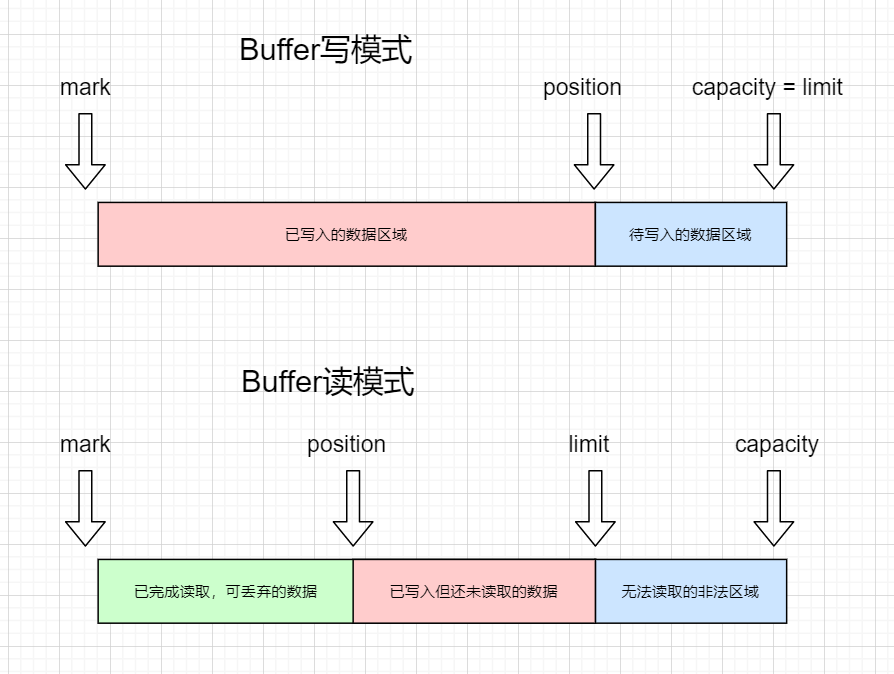 Buffer写模式
mark position capacity = limit
已写入的数据区域 待写入的数据区域
Buffer读模式
mark position limit capacity
已完成读取，可丢弃的数据 已写入但还未读取的数据 无法读取的非法区域